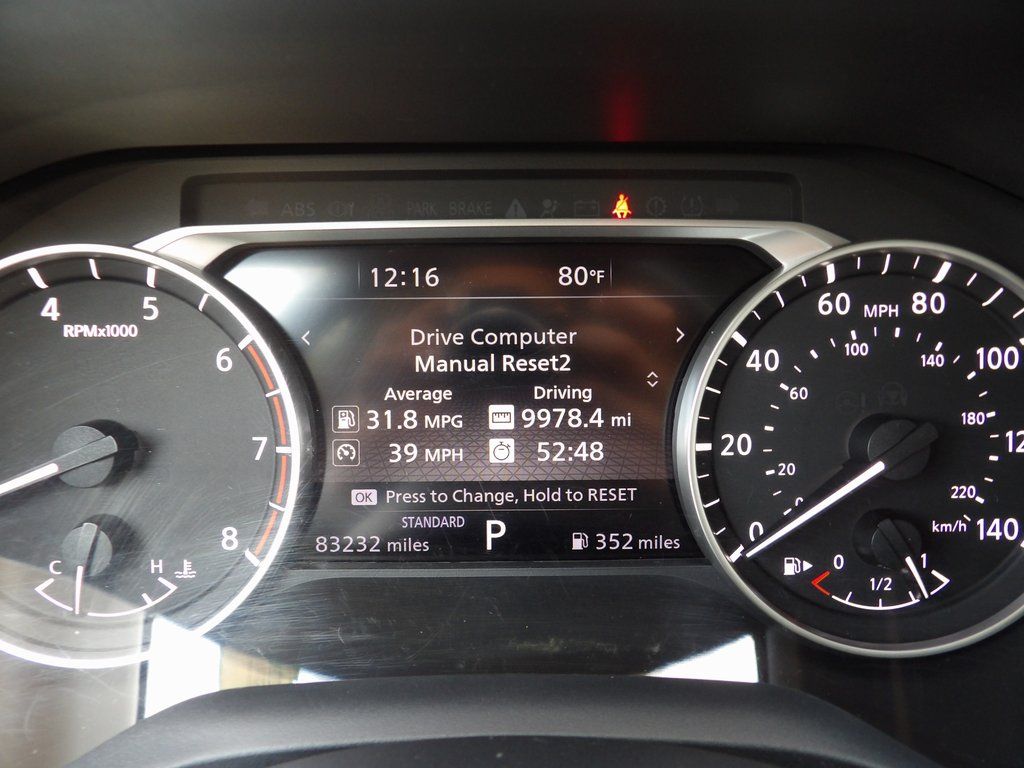 ABS PARK BRAKE
12:16 80°F
< Drive Computer >
Manual Reset2
Average Driving
31.8 MPG 9978.4 mi
39 MPH 52:48
OK Press to Change, Hold to RESET
STANDARD
P
83232 miles 352 miles
4 5 6 7 8
RPMx1000
C H
0 20 40 60 80 100 12 140
MPH
0 20 60 100 140 180 220
km/h
0 1/2 1